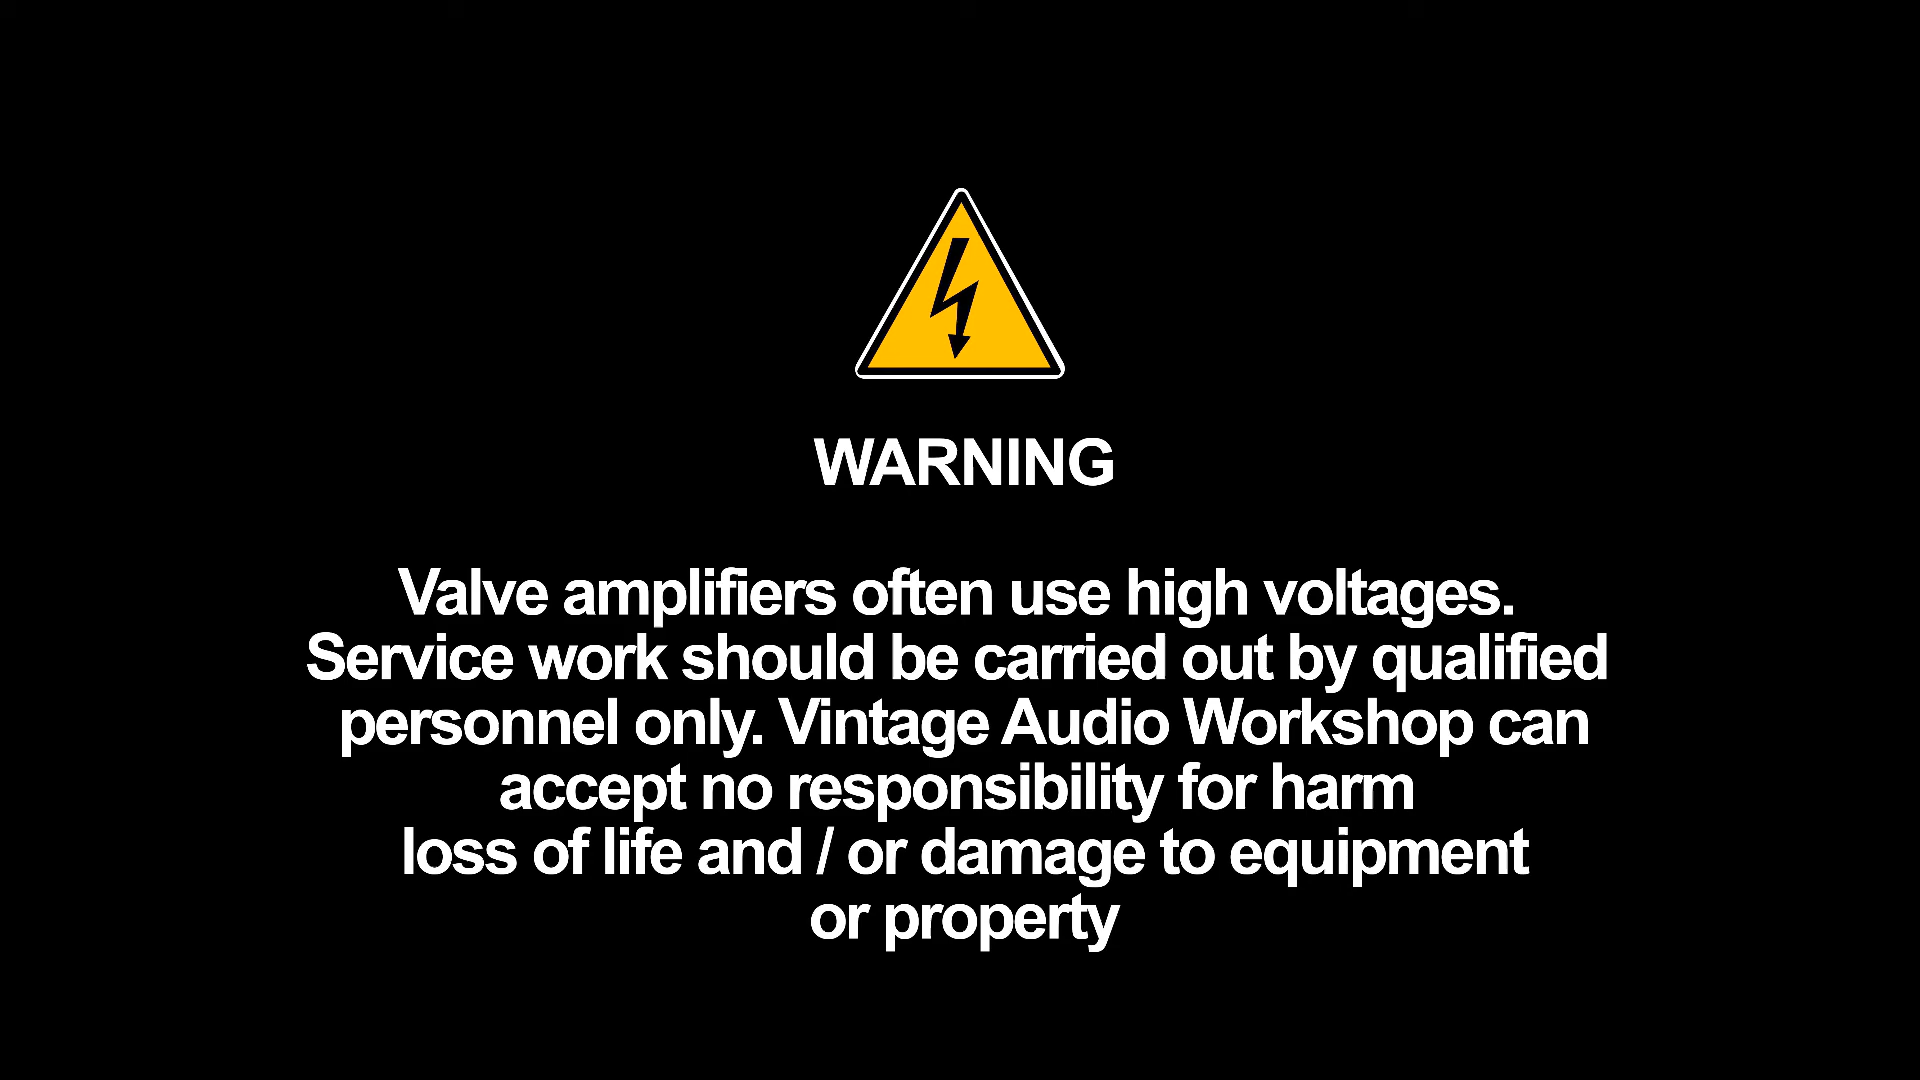 WARNING
Valve amplifiers often use high voltages.
Service work should be carried out by qualified
personnel only. Vintage Audio Workshop can
accept no responsibility for harm
loss of life and / or damage to equipment
or property